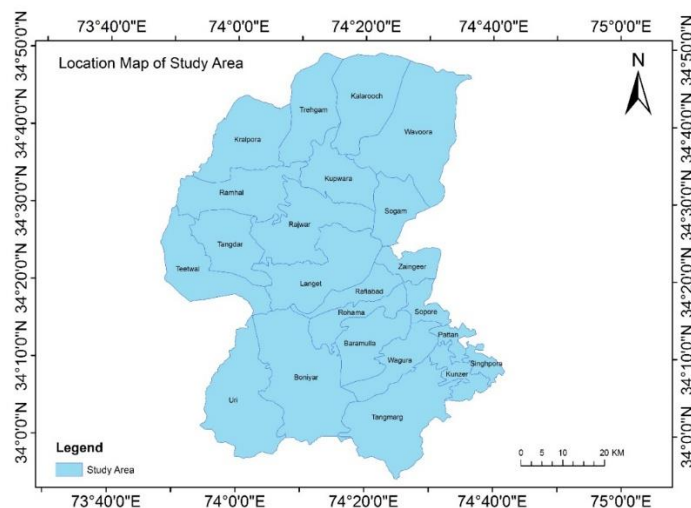 73°40'0"E 74°0'0"E 74°20'0"E 74°40'0"E 75°0'0"E
Location Map of Study Area
N
34°50'0"N
34°40'0"N
34°30'0"N
34°20'0"N
34°10'0"N
34°0'0"N
Kalarooch
Trehgam
Wavoora
Kralpora
Kupwara
Ramhal
Sogam
Rajwar
Tangdar
Zaingeer
Teetwal
Langet
Rafiabad
Rohama
Sopore
Pattan
Baramulla
Wagura
Singhpora
Kunzer
Boniyar
Uri
Tangmarg
34°50'0"N
34°40'0"N
34°30'0"N
34°20'0"N
34°10'0"N
34°0'0"N
Legend
Study Area
0 5 10 20 KM
73°40'0"E 74°0'0"E 74°20'0"E 74°40'0"E 75°0'0"E